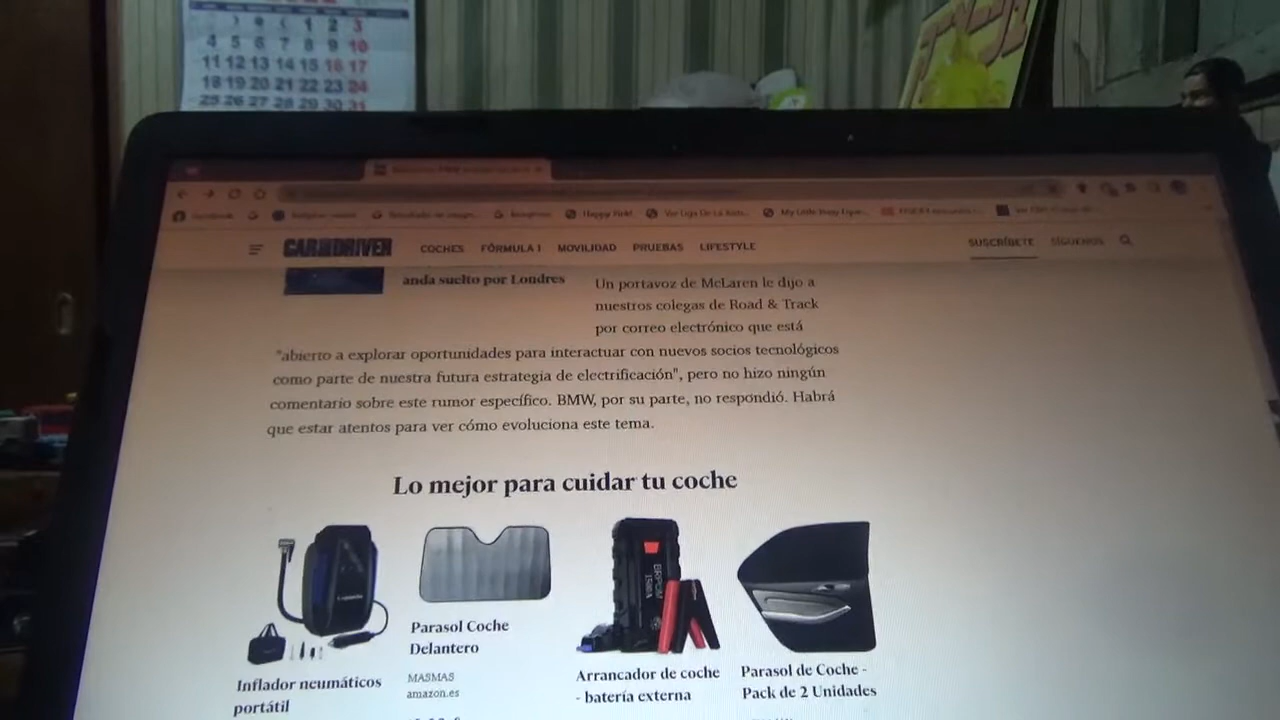 1 2 3
4 5 6 7 8 9 10
11 12 13 14 15 16 17
18 19 20 21 22 23 24
25 26 27 28 29 30 31
Happy Pink!
CAR AND DRIVER
COCHES FÓRMULA 1 MOVILIDAD PRUEBAS LIFESTYLE
SUSCRÍBETE SÍGUENOS
anda suelto por Londres
Un portavoz de McLaren le dijo a
nuestros colegas de Road & Track
por correo electrónico que está
"abierto a explorar oportunidades para interactuar con nuevos socios tecnológicos
como parte de nuestra futura estrategia de electrificación", pero no hizo ningún
comentario sobre este rumor específico. BMW, por su parte, no respondió. Habrá
que estar atentos para ver cómo evoluciona este tema.
Lo mejor para cuidar tu coche
Inflador neumáticos
portátil
Parasol Coche
Delantero
MASMAS
amazon.es
Arrancador de coche
- batería externa
Parasol de Coche -
Pack de 2 Unidades